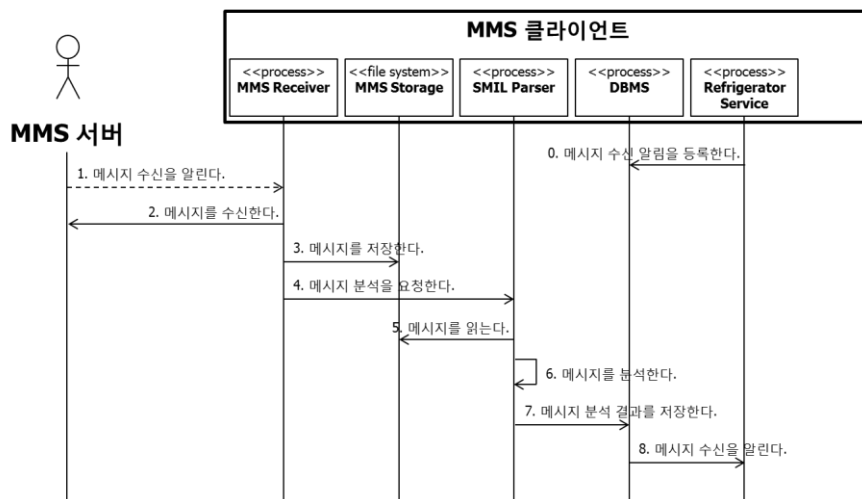 MMS 클라이언트
<<process>>
MMS Receiver
<<file system>>
MMS Storage
<<process>>
SMIL Parser
<<process>>
DBMS
<<process>>
Refrigerator
Service
MMS 서버
0. 메시지 수신 알림을 등록한다.
1. 메시지 수신을 알린다.
2. 메시지를 수신한다.
3. 메시지를 저장한다.
4. 메시지 분석을 요청한다.
5. 메시지를 읽는다.
6. 메시지를 분석한다.
7. 메시지 분석 결과를 저장한다.
8. 메시지 수신을 알린다.